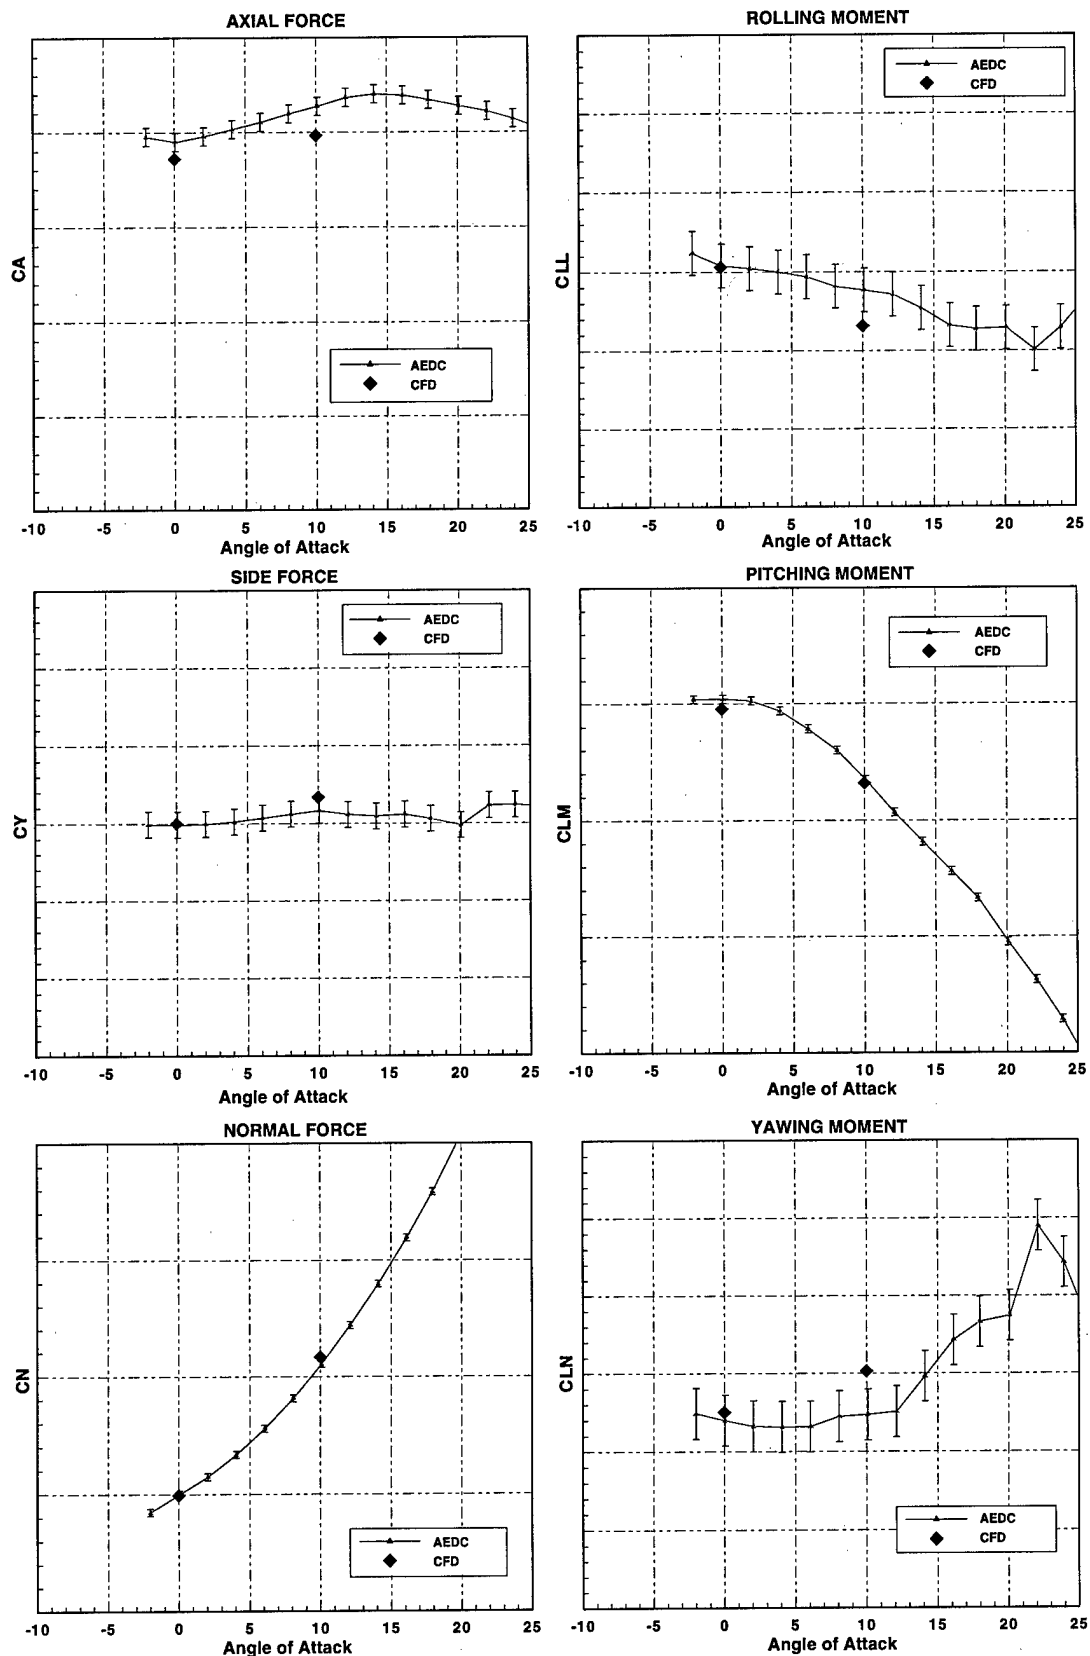 AXIAL FORCE
CA
AEDC
CFD
-10 -5 0 5 10 15 20 25
Angle of Attack
ROLLING MOMENT
CLL
AEDC
CFD
-10 -5 0 5 10 15 20 25
Angle of Attack
SIDE FORCE
CY
AEDC
CFD
-10 -5 0 5 10 15 20 25
Angle of Attack
PITCHING MOMENT
CLM
AEDC
CFD
-10 -5 0 5 10 15 20 25
Angle of Attack
NORMAL FORCE
CN
AEDC
CFD
-10 -5 0 5 10 15 20 25
Angle of Attack
YAWING MOMENT
CLN
AEDC
CFD
-10 -5 0 5 10 15 20 25
Angle of Attack